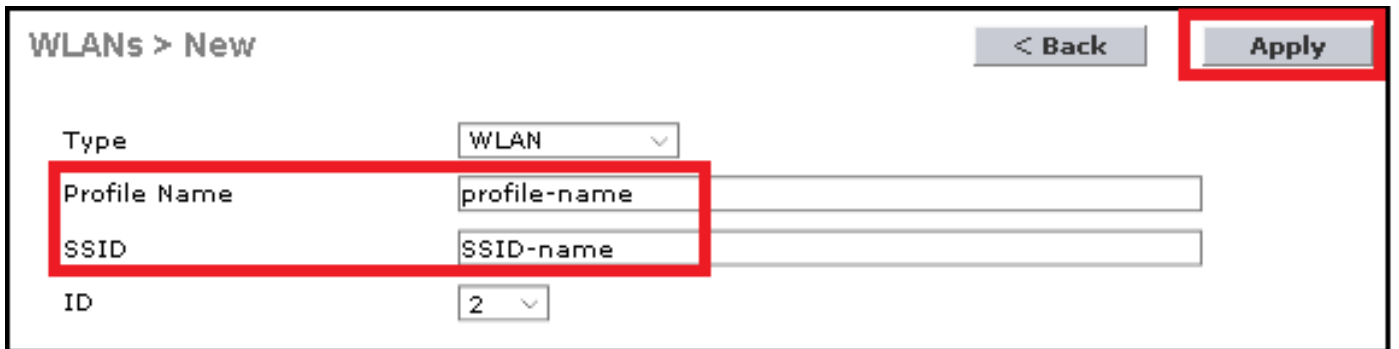 WLANs > New < Back Apply
Type WLAN
Profile Name profile-name
SSID SSID-name
ID 2